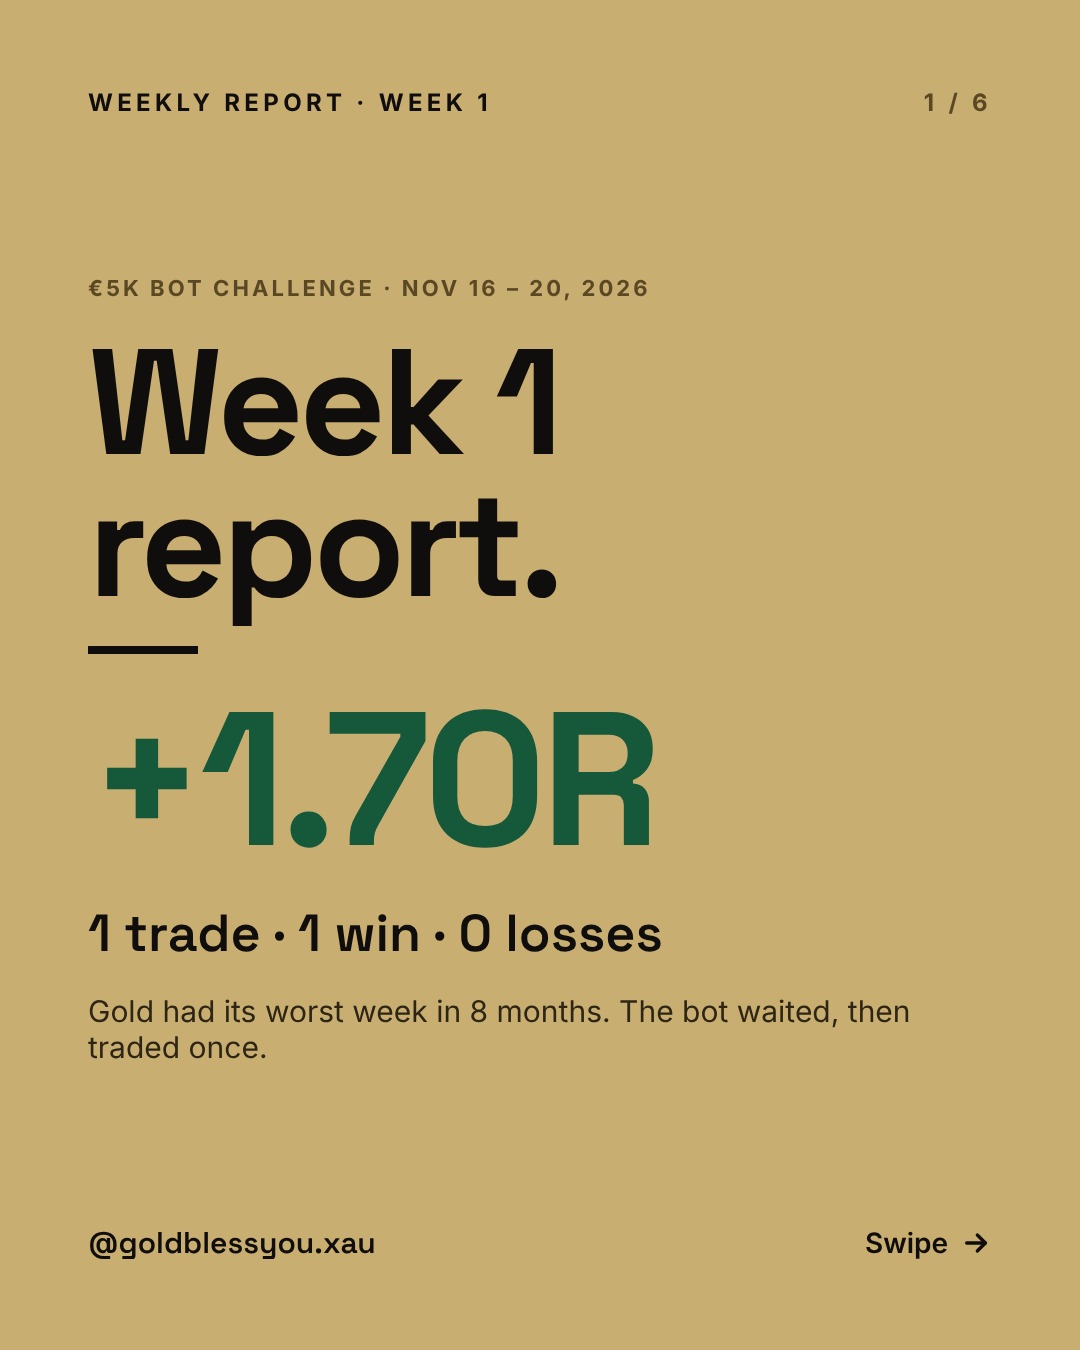 WEEKLY REPORT · WEEK 1
1 / 6
€5K BOT CHALLENGE · NOV 16 – 20, 2026
Week 1
report.
+1.70R
1 trade · 1 win · 0 losses
Gold had its worst week in 8 months. The bot waited, then
traded once.
@goldblessyou.xau
Swipe →